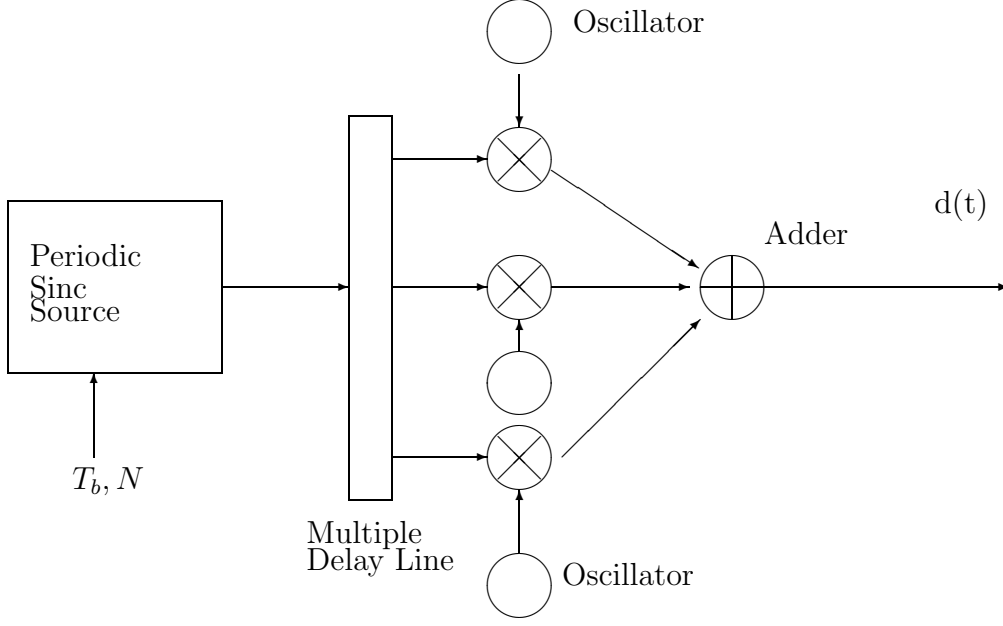 Oscillator
d(t)
Adder
Periodic
Sinc
Source
T_b, N
Multiple
Delay Line
Oscillator